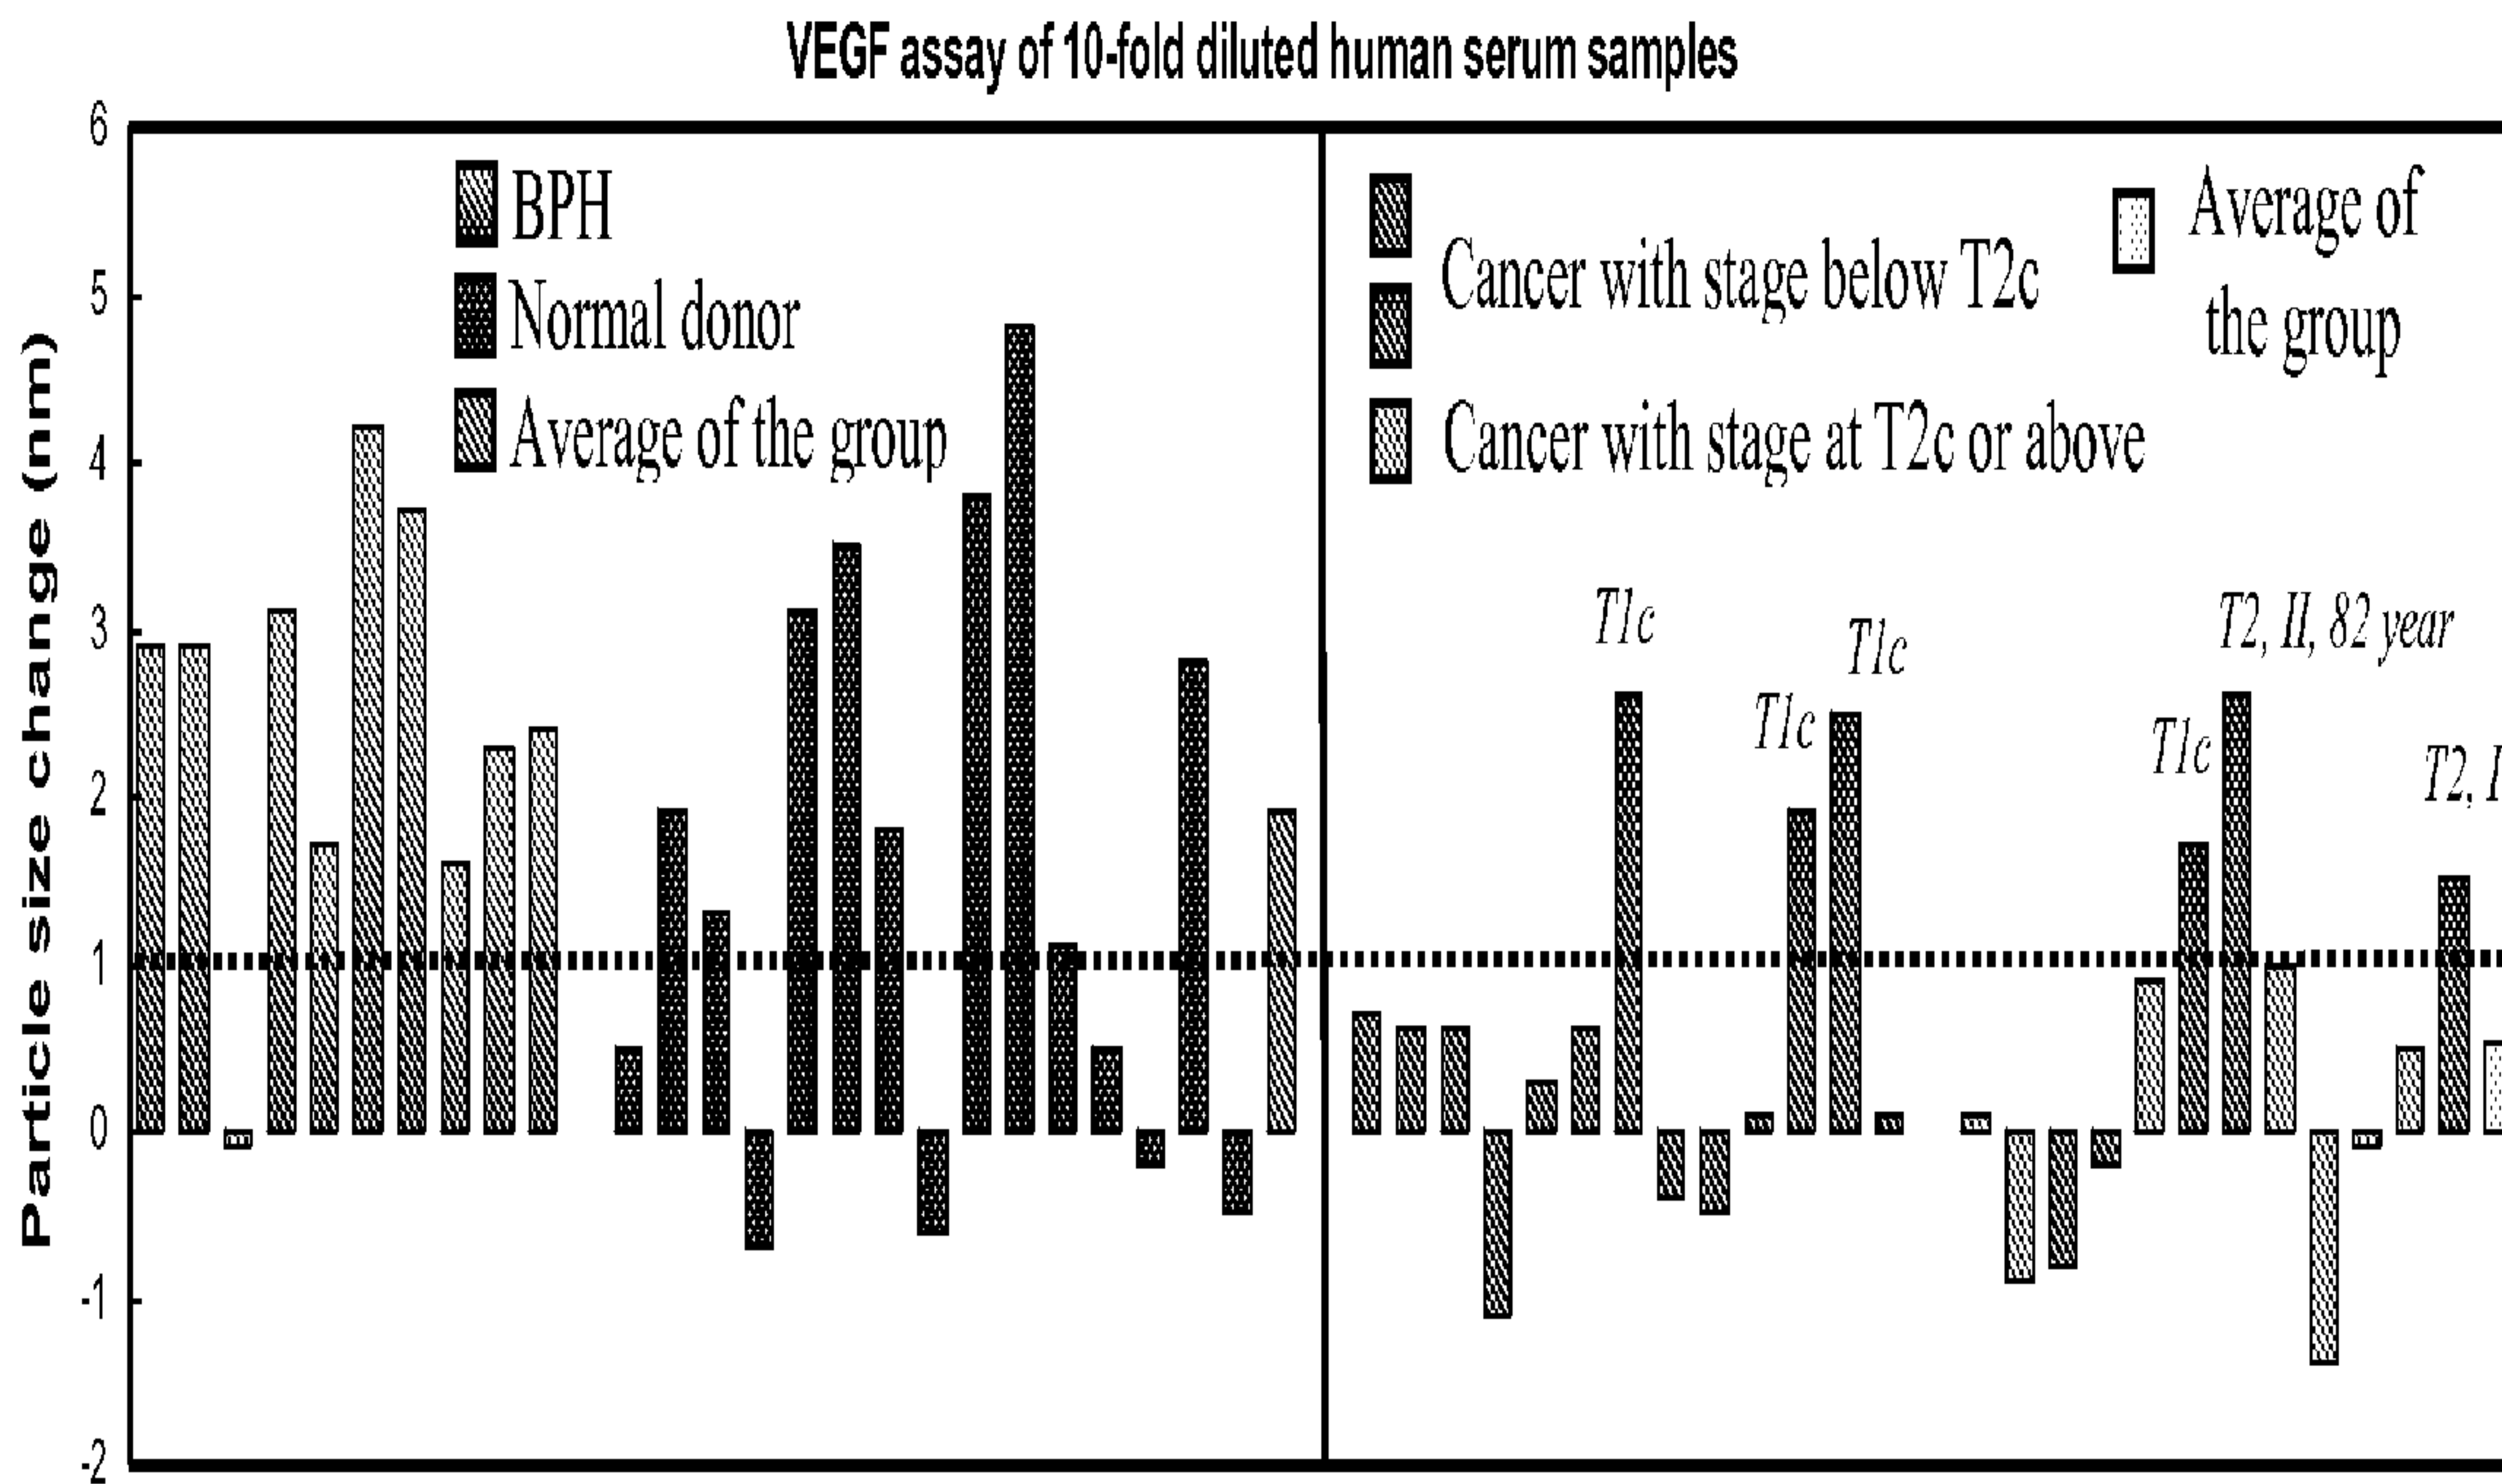 VEGF assay of 10-fold diluted human serum samples
Particle size change (nm)
6
5
4
3
2
1
0
-1
-2
BPH
Normal donor
Average of the group
Cancer with stage below T2c
Cancer with stage at T2c or above
Average of
the group
T1c
T1c
T1c
T1c
T2, II, 82 year
T2, I